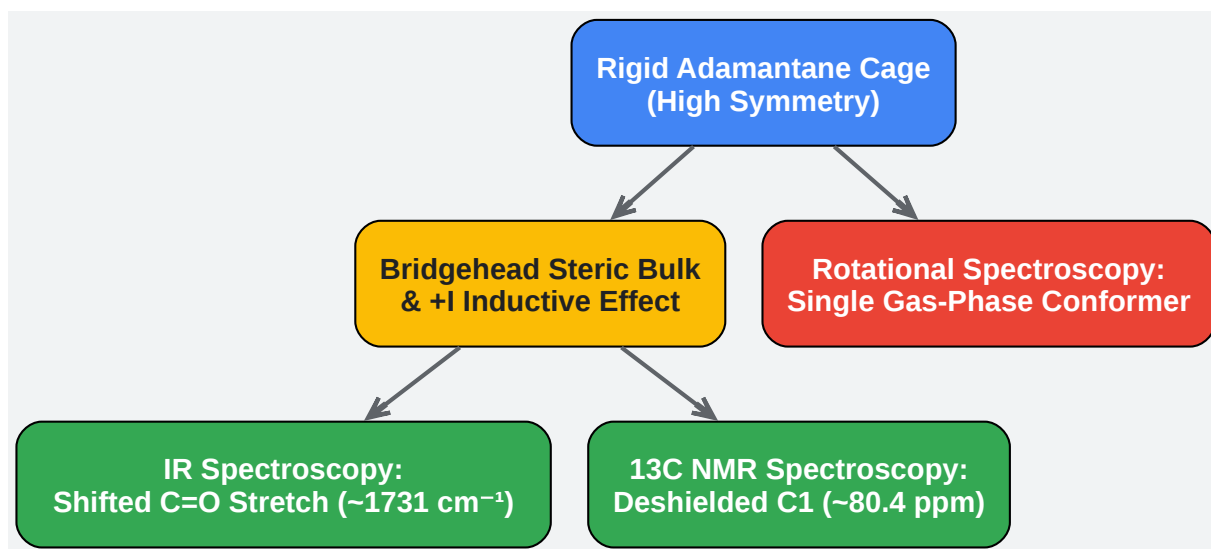 Rigid Adamantane Cage
(High Symmetry)
Bridgehead Steric Bulk
& +I Inductive Effect
Rotational Spectroscopy:
Single Gas-Phase Conformer
IR Spectroscopy:
Shifted C=O Stretch (~1731 cm⁻¹)
13C NMR Spectroscopy:
Deshielded C1 (~80.4 ppm)